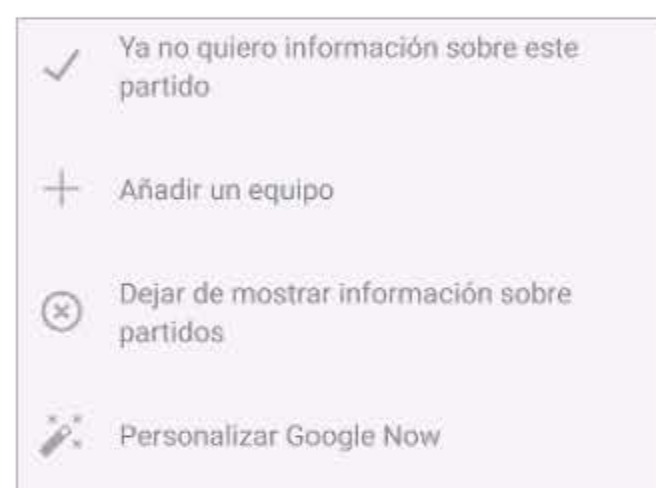 Ya no quiero información sobre este
partido
Añadir un equipo
Dejar de mostrar información sobre
partidos
Personalizar Google Now